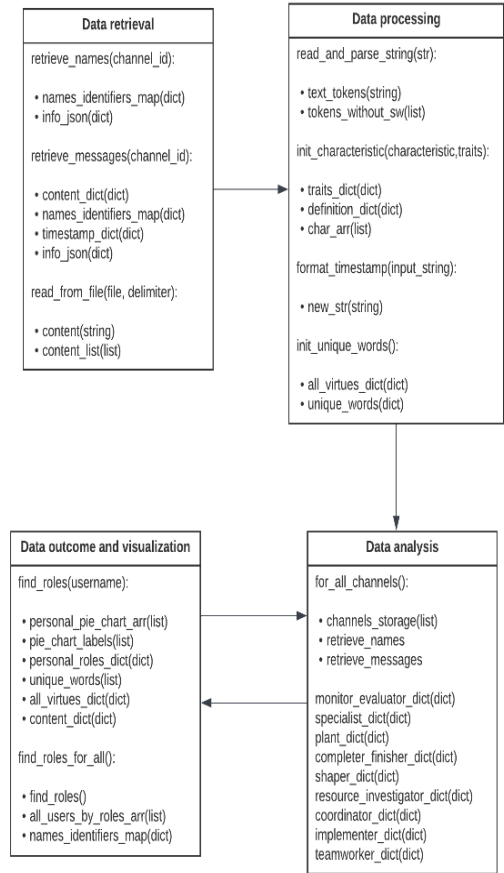 Data retrieval
retrieve_names(channel_id):
• names_identifiers_map(dict)
• info_json(dict)
retrieve_messages(channel_id):
• content_dict(dict)
• names_identifiers_map(dict)
• timestamp_dict(dict)
• info_json(dict)
read_from_file(file, delimiter):
• content(string)
• content_list(list)
Data processing
read_and_parse_string(str):
• text_tokens(string)
• tokens_without_sw(list)
init_characteristic(characteristic,traits):
• traits_dict(dict)
• definition_dict(dict)
• char_arr(list)
format_timestamp(input_string):
• new_str(string)
init_unique_words():
• all_virtues_dict(dict)
• unique_words(dict)
Data outcome and visualization
find_roles(username):
• personal_pie_chart_arr(list)
• pie_chart_labels(list)
• personal_roles_dict(dict)
• unique_words(list)
• all_virtues_dict(dict)
• content_dict(dict)
find_roles_for_all():
• find_roles()
• all_users_by_roles_arr(list)
• names_identifiers_map(dict)
Data analysis
for_all_channels():
• channels_storage(list)
• retrieve_names
• retrieve_messages
monitor_evaluator_dict(dict)
specialist_dict(dict)
plant_dict(dict)
completer_finisher_dict(dict)
shaper_dict(dict)
resource_investigator_dict(dict)
coordinator_dict(dict)
implementer_dict(dict)
teamworker_dict(dict)